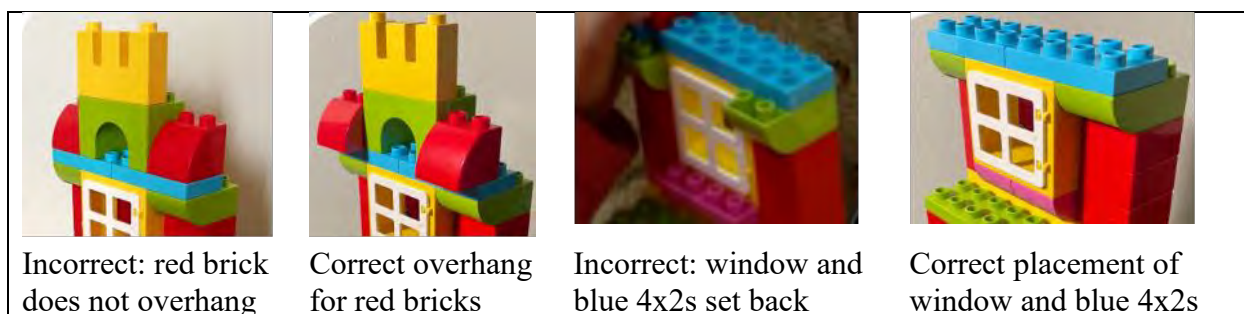 Incorrect: red brick
does not overhang
Correct overhang
for red bricks
Incorrect: window and
blue 4x2s set back
Correct placement of
window and blue 4x2s